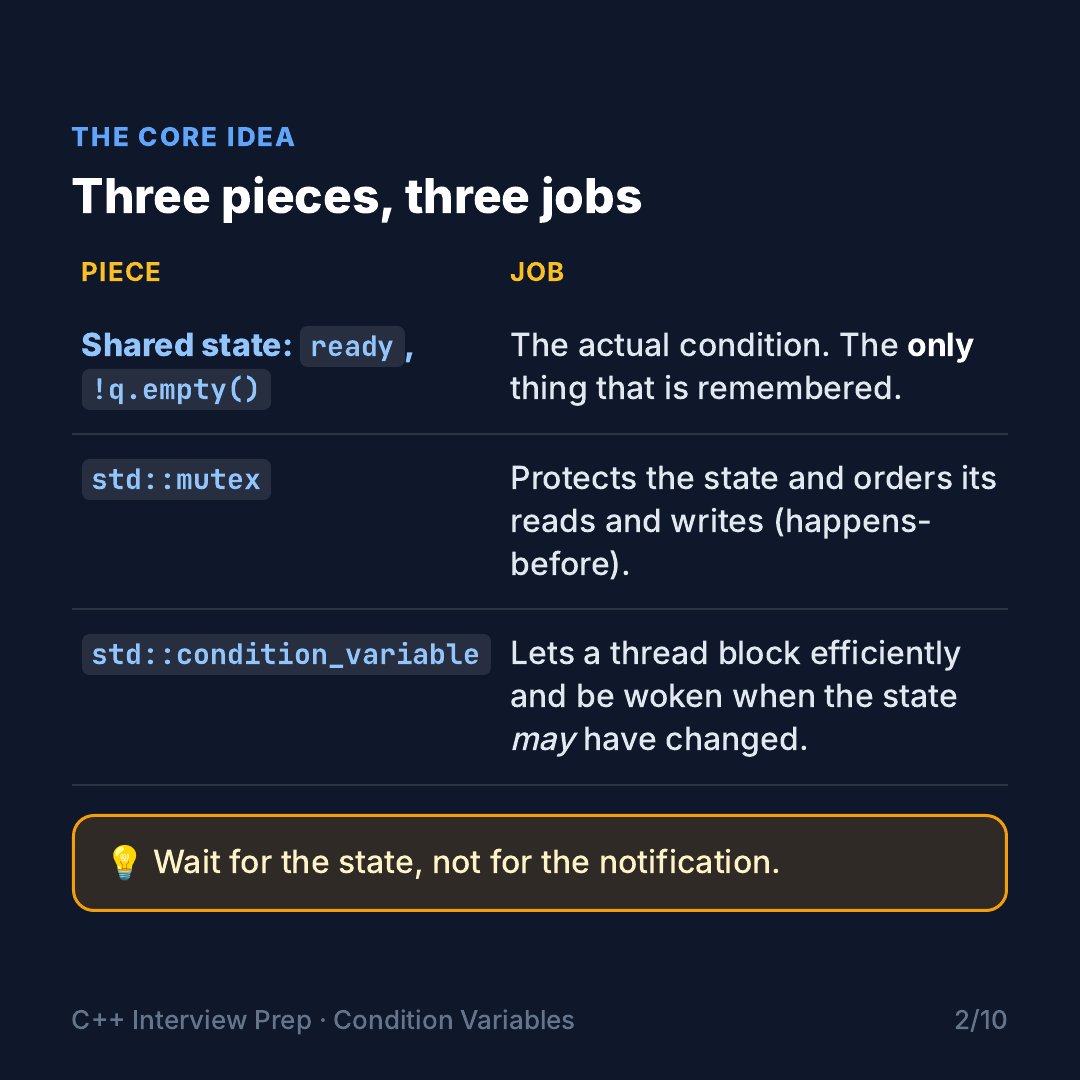 THE CORE IDEA
Three pieces, three jobs
PIECE JOB
Shared state: ready,
!q.empty()
The actual condition. The only
thing that is remembered.
std::mutex
Protects the state and orders its
reads and writes (happens-
before).
std::condition_variable
Lets a thread block efficiently
and be woken when the state
may have changed.
💡 Wait for the state, not for the notification.
C++ Interview Prep · Condition Variables 2/10